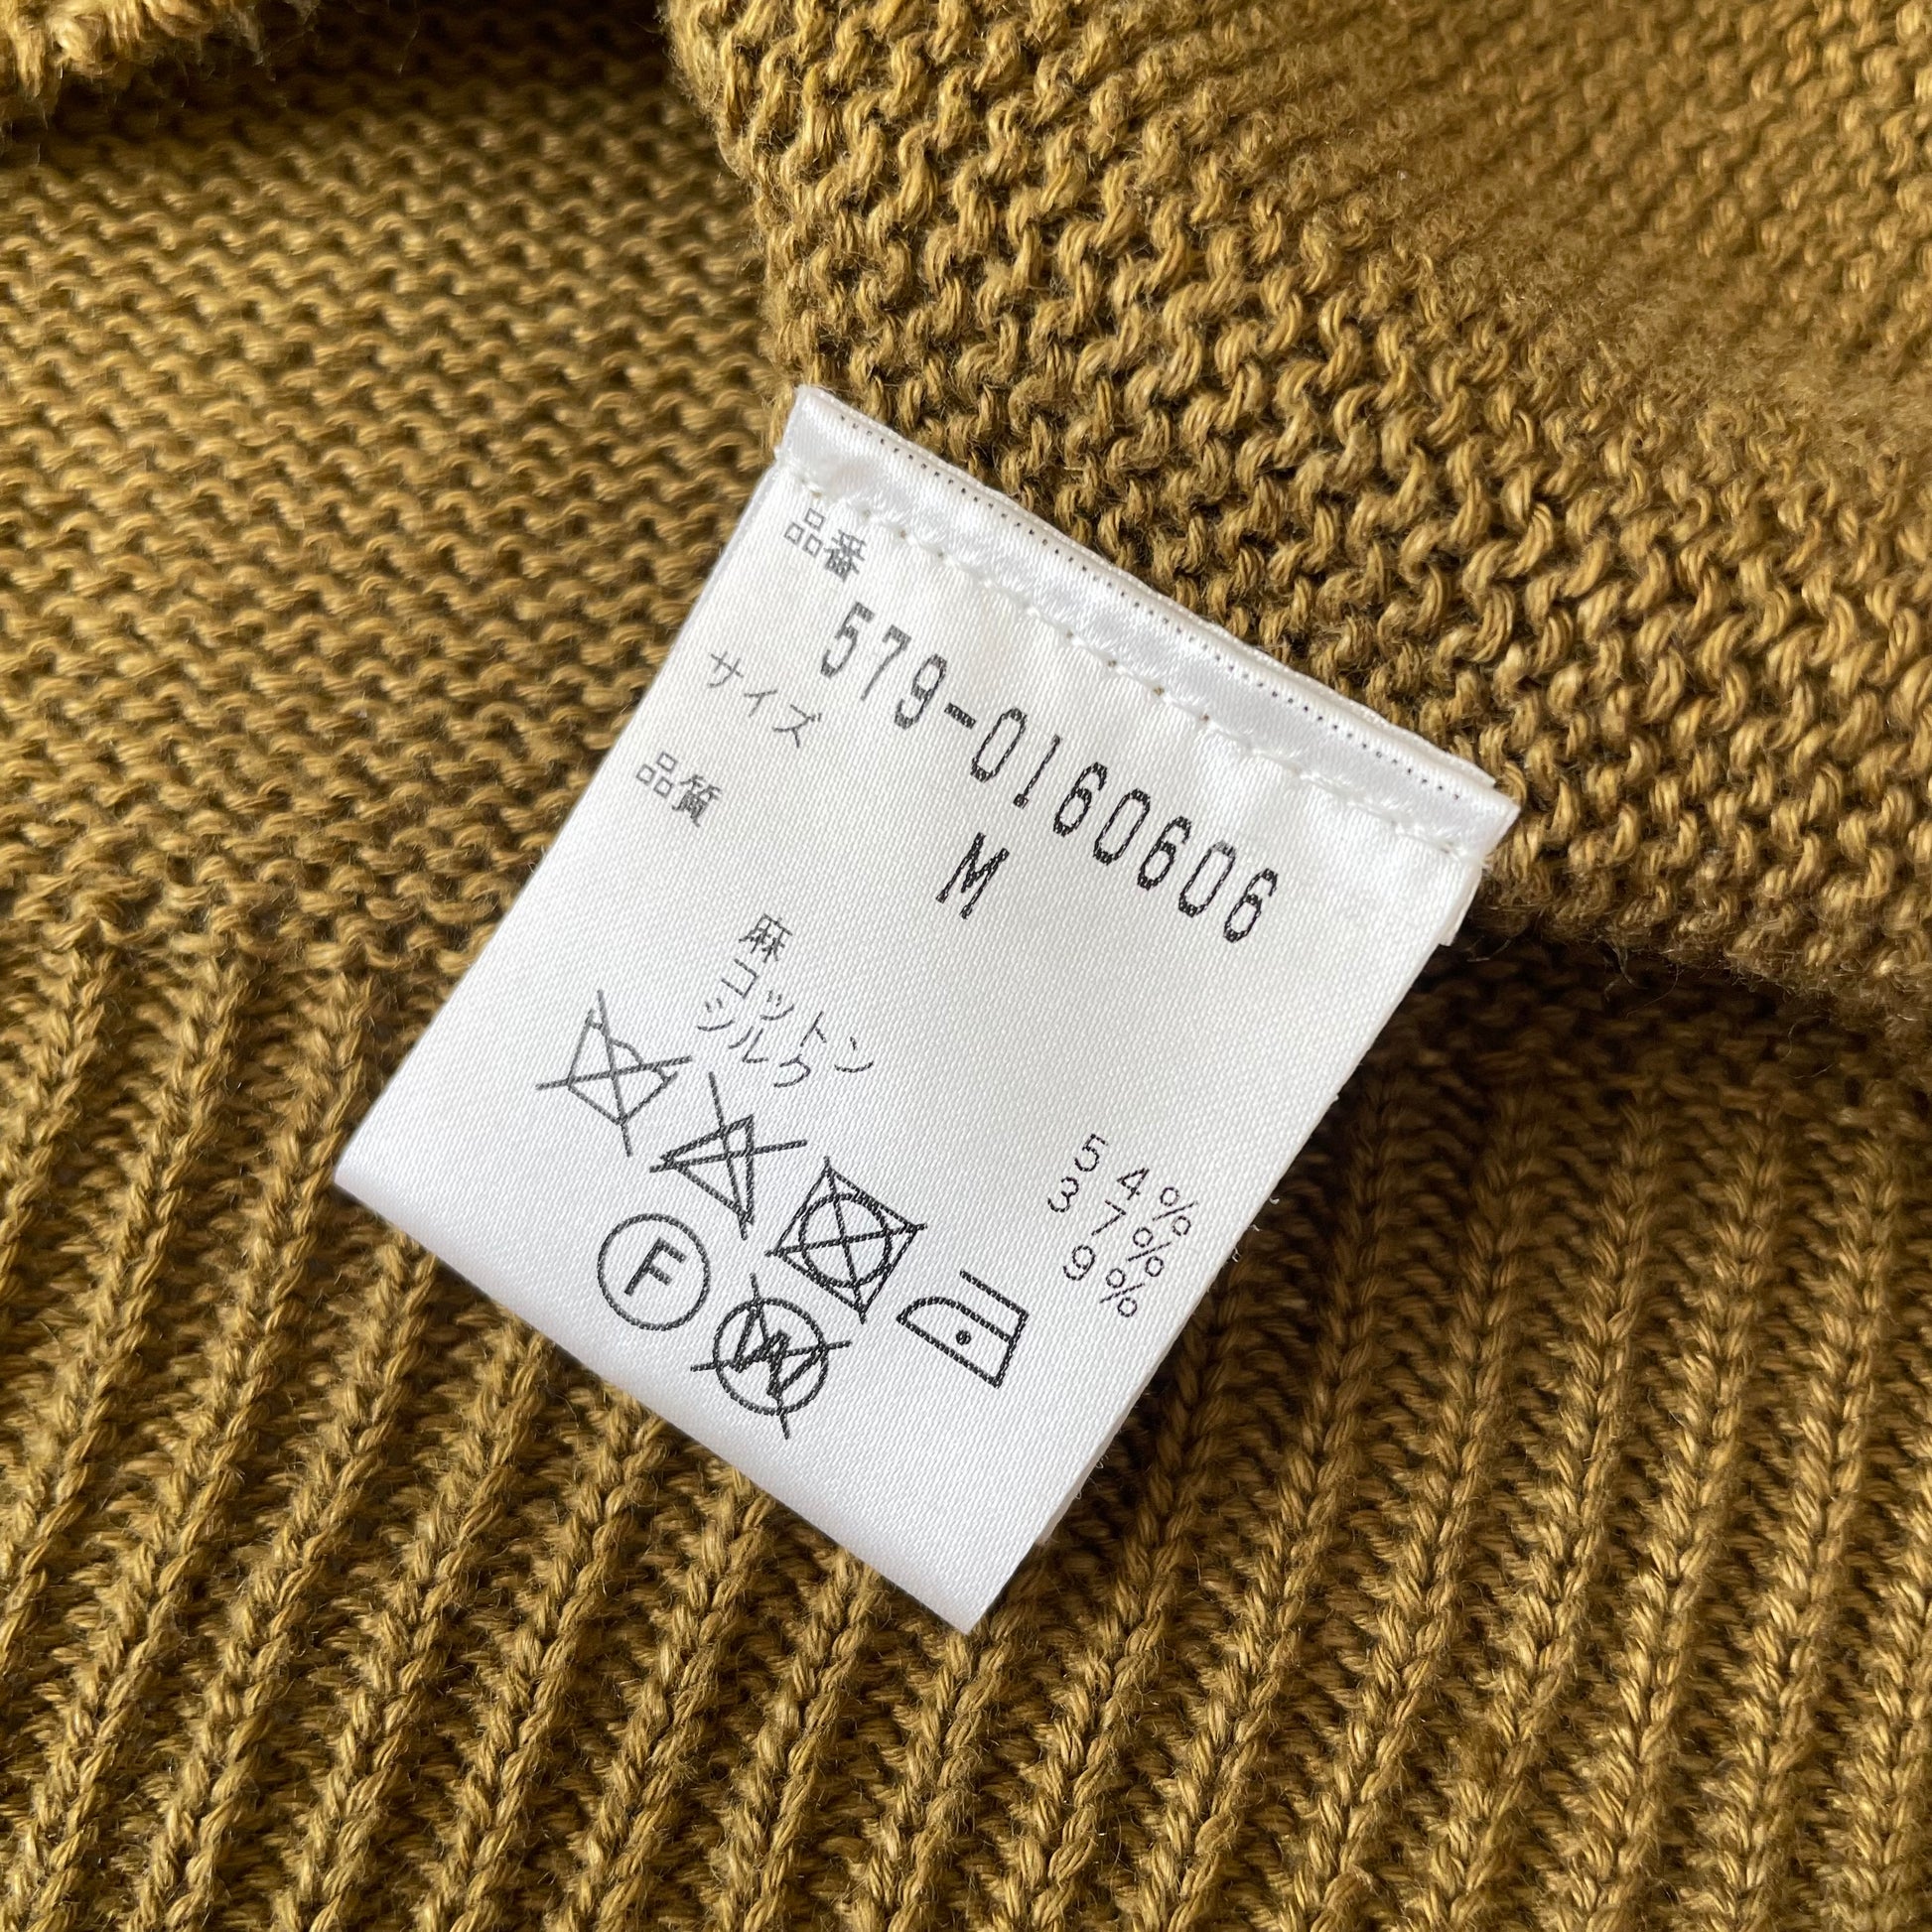 品番
579-0160606
サイズ M
品質
麻 54%
コットン 37%
シルク 9%
F
W